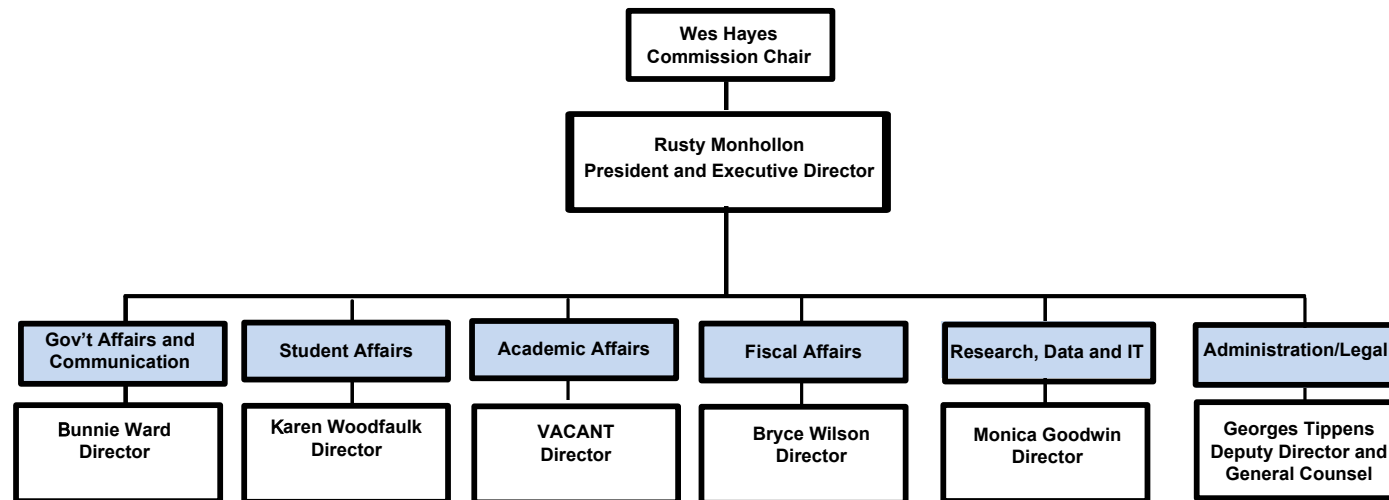 Wes Hayes
Commission Chair
Rusty Monhollon
President and Executive Director
Gov't Affairs and
Communication
Student Affairs
Academic Affairs
Fiscal Affairs
Research, Data and IT
Administration/Legal
Bunnie Ward
Director
Karen Woodfaulk
Director
VACANT
DIRECTOR
Bryce Wilson
Director
Monica Goodwin
Director
Georges Tippens
Deputy Director and
General Counsel